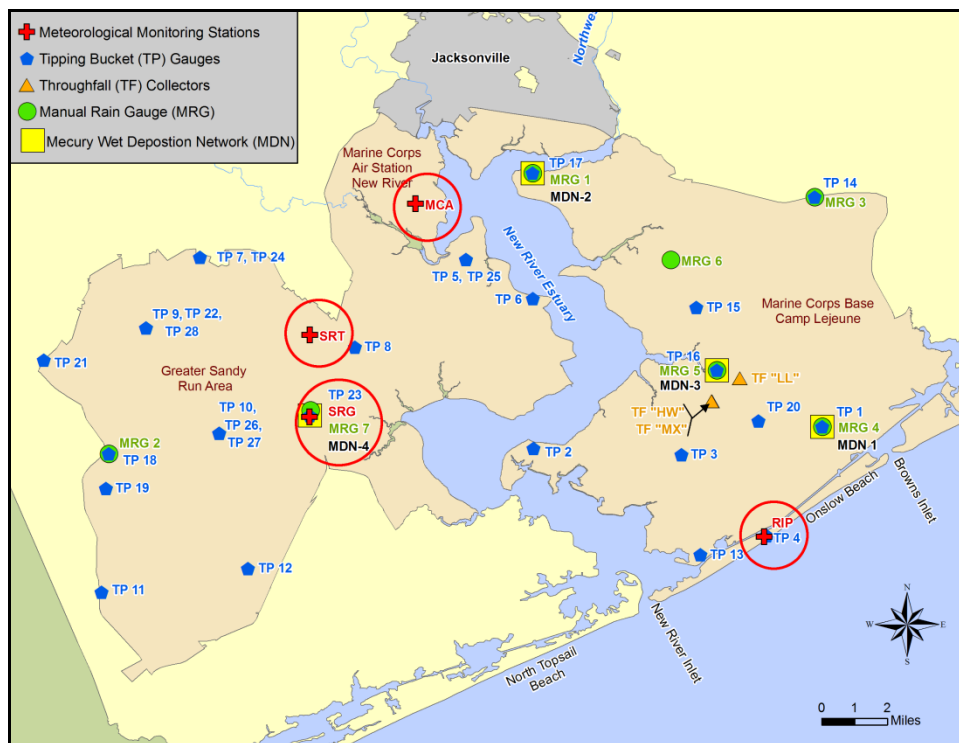 Meteorological Monitoring Stations
Tipping Bucket (TP) Gauges
Throughfall (TF) Collectors
Manual Rain Gauge (MRG)
Mecury Wet Depostion Network (MDN)
Jacksonville
Northwes
Marine Corps
Air Station
New River
MCA
TP 17
MRG 1
MDN-2
TP 14
MRG 3
New River Estuary
TP 7, TP 24
TP 5, TP 25
MRG 6
TP 6
TP 15
Marine Corps Base
Camp Lejeune
TP 9, TP 22,
TP 28
SRT
TP 8
TP 21
Greater Sandy
Run Area
TP 16
MRG 5
MDN-3
TF "LL"
TP 23
SRG
MRG 7
MDN-4
TP 10,
TP 26,
TP 27
TF "HW"
TF "MX"
TP 20
TP 1
MRG 4
MDN 1
MRG 2
TP 18
TP 2
TP 3
TP 19
Browns Inlet
Onslow Beach
RIP
TP 4
TP 13
TP 12
TP 11
New River Inlet
North Topsail
Beach
N
W
E
S
0 1 2
Miles